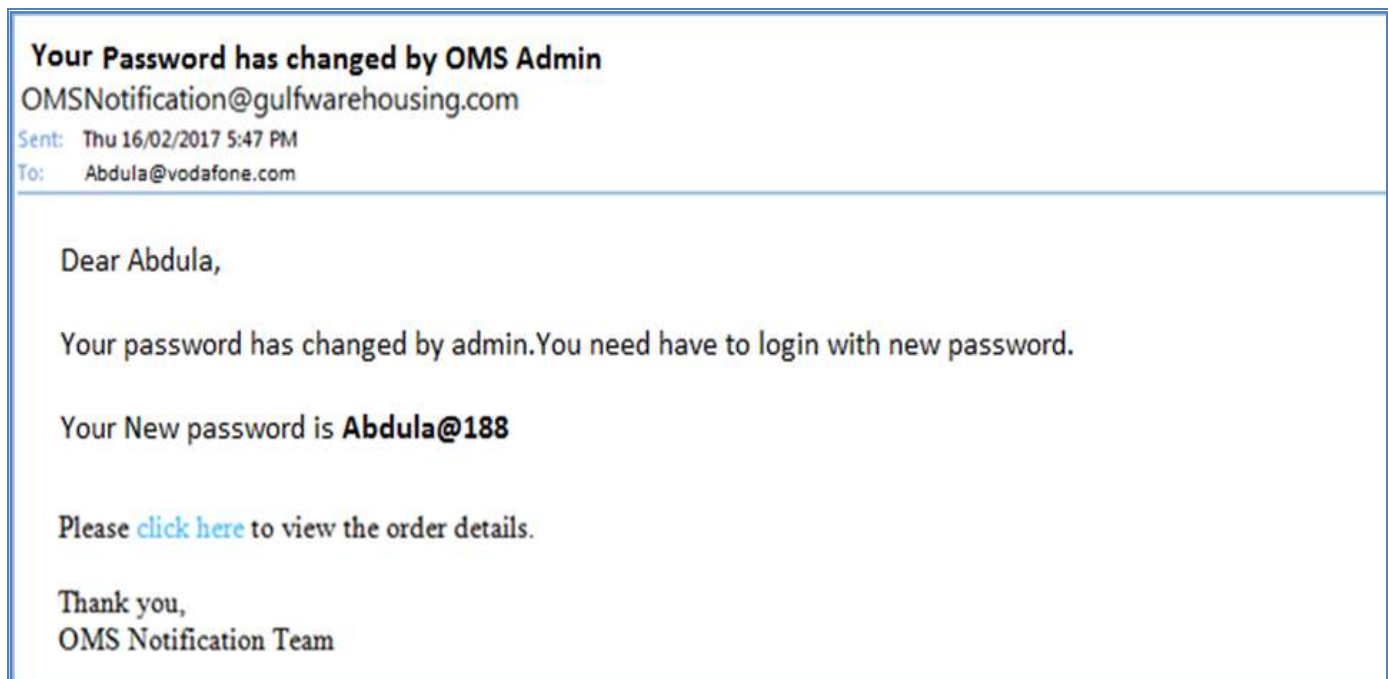 Your Password has changed by OMS Admin
OMSNotification@gulfwarehousing.com
Sent: Thu 16/02/2017 5:47 PM
To: Abdula@vodafone.com
Dear Abdula,
Your password has changed by admin.You need have to login with new password.
Your New password is Abdula@188
Please click here to view the order details.
Thank you,
OMS Notification Team